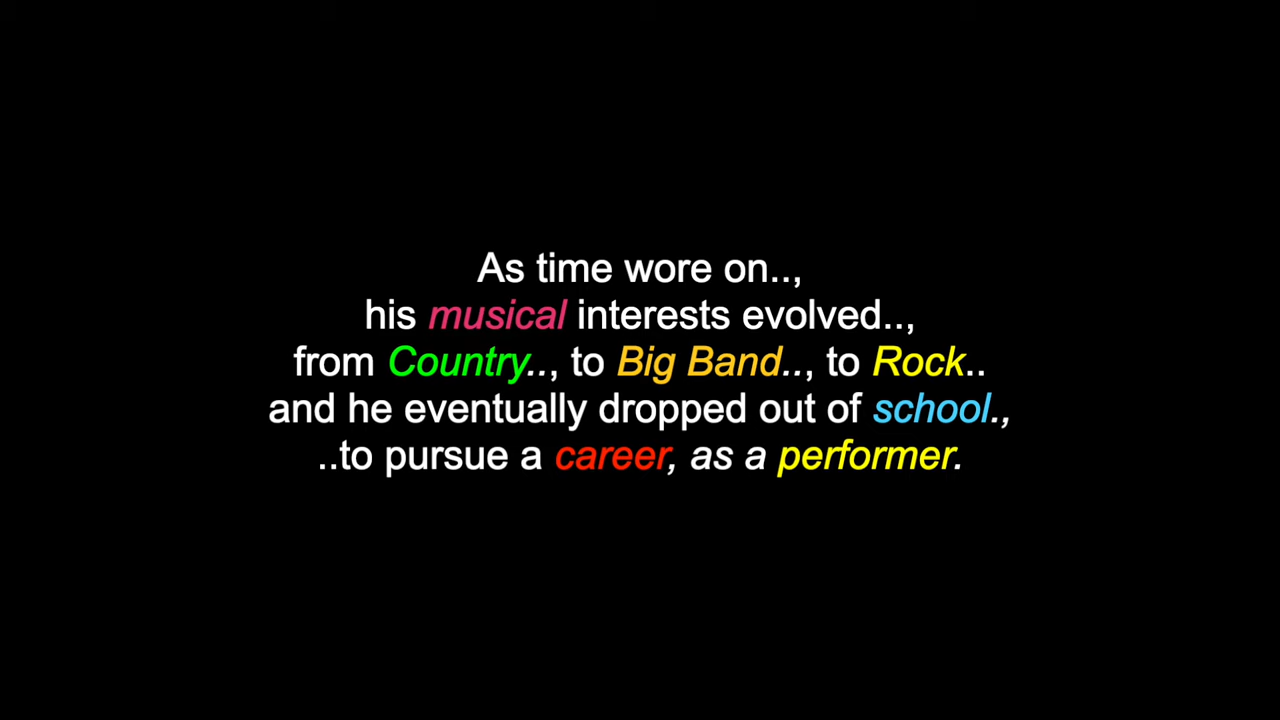 As time wore on..,
his musical interests evolved..,
from Country.., to Big Band.., to Rock..
and he eventually dropped out of school.,
..to pursue a career, as a performer.